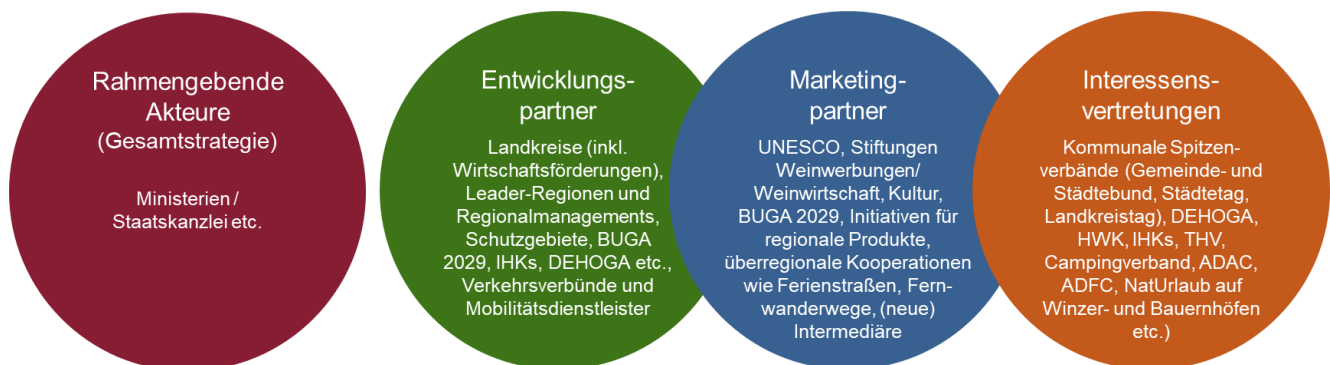 Rahmengebende
Akteure
(Gesamtstrategie)
Ministerien /
Staatskanzlei etc.
Entwicklungs-
partner
Landkreise (inkl.
Wirtschaftsförderungen),
Leader-Regionen und
Regionalmanagements,
Schutzgebiete, BUGA
2029, IHKs, DEHOGA etc.,
Verkehrsverbünde und
Mobilitätsdienstleister
Marketing-
partner
UNESCO, Stiftungen
Weinwerbungen/
Weinwirtschaft, Kultur,
BUGA 2029, Initiativen für
regionale Produkte,
überregionale Kooperationen
wie Ferienstraßen, Fern-
wanderwege, (neue)
Intermediäre
Interessens-
vertretungen
Kommunale Spitzen-
verbände (Gemeinde- und
Städtebund, Städtetag,
Landkreistag), DEHOGA,
HWK, IHKs, THV,
Campingverband, ADAC,
ADFC, NatUrlaub auf
Winzer- und Bauernhöfen
etc.)